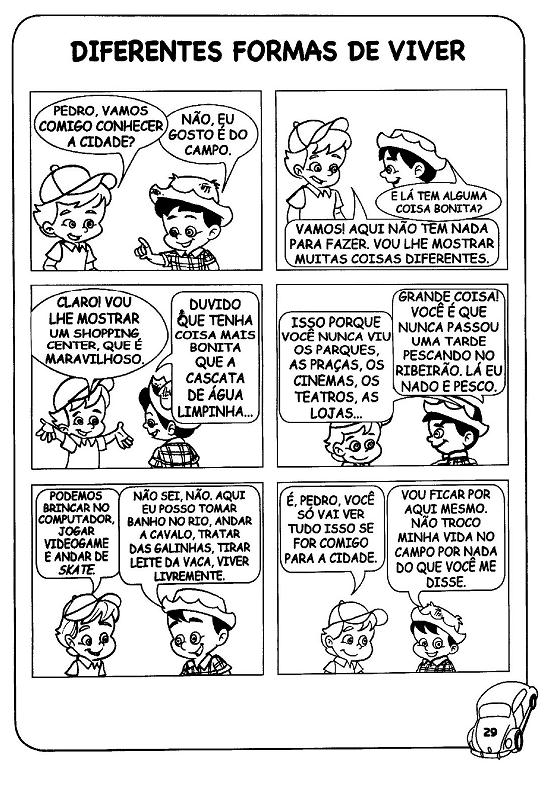 DIFERENTES FORMAS DE VIVER
PEDRO, VAMOS
COMIGO CONHECER
A CIDADE?
NÃO, EU
GOSTO É DO
CAMPO.
E LÁ TEM ALGUMA
COISA BONITA?
VAMOS! AQUI NÃO TEM NADA
PARA FAZER. VOU LHE MOSTRAR
MUITAS COISAS DIFERENTES.
CLARO! VOU
LHE MOSTRAR
UM SHOPPING
CENTER, QUE É
MARAVILHOSO.
DUVIDO
QUE TENHA
COISA MAIS
BONITA
QUE A
CASCATA
DE ÁGUA
LIMPINHA...
ISSO PORQUE
VOCÊ NUNCA VIU
OS PARQUES,
AS PRAÇAS, OS
CINEMAS, OS
TEATROS, AS
LOJAS...
GRANDE COISA!
VOCÊ É QUE
NUNCA PASSOU
UMA TARDE
PESCANDO NO
RIBEIRÃO. LÁ EU
NADO E PESCO.
PODEMOS
BRINCAR NO
COMPUTADOR,
JOGAR
VIDEOGAME
E ANDAR DE
SKATE.
NÃO SEI, NÃO. AQUI
EU POSSO TOMAR
BANHO NO RIO, ANDAR
A CAVALO, TRATAR
DAS GALINHAS, TIRAR
LEITE DA VACA, VIVER
LIVREMENTE.
É, PEDRO, VOCÊ
SÓ VAI VER
TUDO ISSO SE
FOR COMIGO
PARA A CIDADE.
VOU FICAR POR
AQUI MESMO.
NÃO TROCO
MINHA VIDA NO
CAMPO POR NADA
DO QUE VOCÊ ME
DISSE.
29